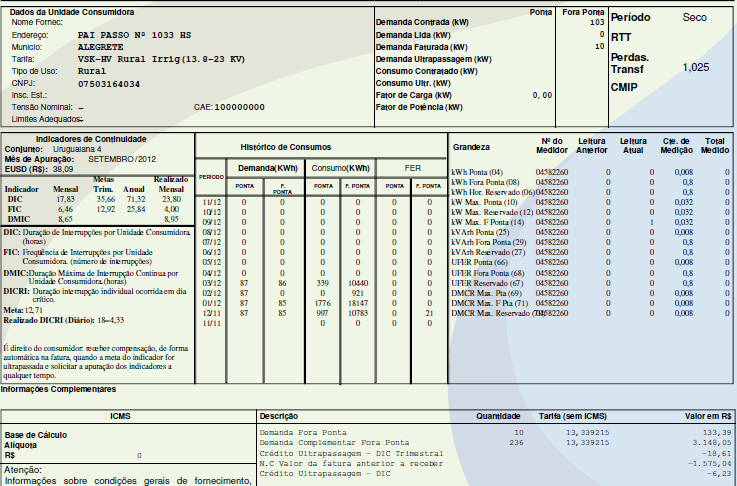 Dados da Unidade Consumidora
Nome Fornec:
Endereço: PAI PASSO Nº 1033 HS
Municio: ALEGRETE
Tarifa: VSK-HV Rural Irrig(13.8-23 KV)
Tipo de Uso: Rural
CNPJ: 07503164034
Insc. Est.:
Tensão Nominal: – CAE:100000000
Limites Adequados–
Ponta Fora Ponta
Demanda Contrada (kW) 103
Demanda Lida (kW) 0
Demanda Faturada (kW) 10
Demanda Ultrapassagem (kW)
Consumo Contratado (kW)
Consumo Ultr. (kW)
Fator de Carga (kW) 0,00
Fator de Potência (kW)
Período Seco
RTT
Perdas.
Transf 1,025
CMIP
Indicadores de Continuidade
Conjunto: Uruguaiana 4
Mês de Apuração: SETEMBRO/2012
EUSD (R$): 38,09
Metas Realizado
Indicador Mensal Trim. Anual Mensal
DIC 17,83 35,66 71,32 23,80
FIC 6,46 12,92 25,84 4,00
DMIC 8,65 8,95
DIC: Duração de Interrupções por Unidade Consumidora.
(horas)
FIC: Freqüência de Interrupções por Unidade
Consumidora. (número de interrupções)
DMIC:Duração Máxima de Interrupção Contínua por
Unidade Consumidora.(horas)
DICRI: Duração interrupção individual ocorrida em dia
crítico.
Meta:12,71
Realizado DICRI (Diário): 18–4,33
É direito do consumidor: receber compensação, de forma
automática na fatura, quando a meta do indicador for
ultrapassada e solicitar a apuração dos indicadores a
qualquer tempo.
Histórico de Consumos
PERÍODO Demanda(KWh) Consumo(KWh) FER
PONTA F. PONTA PONTA F. PONTA PONTA F. PONTA
11/12 0 0 0 0 0 0
10/12 0 0 0 0 0 0
09/12 0 0 0 0 0 0
08/12 0 0 0 0 0 0
07/12 0 0 0 0 0 0
06/12 0 0 0 0 0 0
05/12 0 0 0 0 0 0
04/12 0 0 0 0 0 0
03/12 87 86 339 10440 0 0
02/12 87 0 0 921 0 0
01/12 87 85 1776 18147 0 0
12/11 87 85 997 10783 0 21
11/11 0 0 0 0
Grandeza Nº do Medidor Leitura Anterior Leitura Atual Cte. de Medição Total Medido
kWh Ponta (04) 04582260 0 0 0,008 0
kWh Fora Ponta (08) 04582260 0 0 0,8 0
kWh Hor. Reservado (06) 04582260 0 0 0,8 0
kW Max. Ponta (10) 04582260 0 0 0,032 0
kW Max. Reservado (12) 04582260 0 0 0,032 0
kW Max. F Ponta (14) 04582260 0 1 0,032 0
kVArh Ponta (25) 04582260 0 0 0,008 0
kVArh Fora Ponta (29) 04582260 0 0 0,8 0
kVArh Reservado (27) 04582260 0 0 0,8 0
UFER Ponta (66) 04582260 0 0 0,008 0
UFER Fora Ponta (68) 04582260 0 0 0,8 0
UFER Reservado (67) 04582260 0 0 0,8 0
DMCR Max. Pta (69) 04582260 0 0 0,008 0
DMCR Max. F Pta (71) 04582260 0 0 0,008 0
DMCR Max. Reservado 04582260 0 0 0,008 0
Informações Complementares
ICMS
Base de Cálculo
Alíquota
R$ 0
Atenção:
Informações sobre condições gerais de fornecimento,
Descrição Quantidade Tarifa (sem ICMS) Valor em R$
Demanda Fora Ponta 10 13,339215 133,39
Demanda Complementar Fora Ponta 236 13,339215 3.148,05
Crédito Ultrapassagem – DIC Trimestral –18,61
N.C Valor da fatura anterior a receber –1.575,04
Crédito Ultrapassagem – DIC –6,23